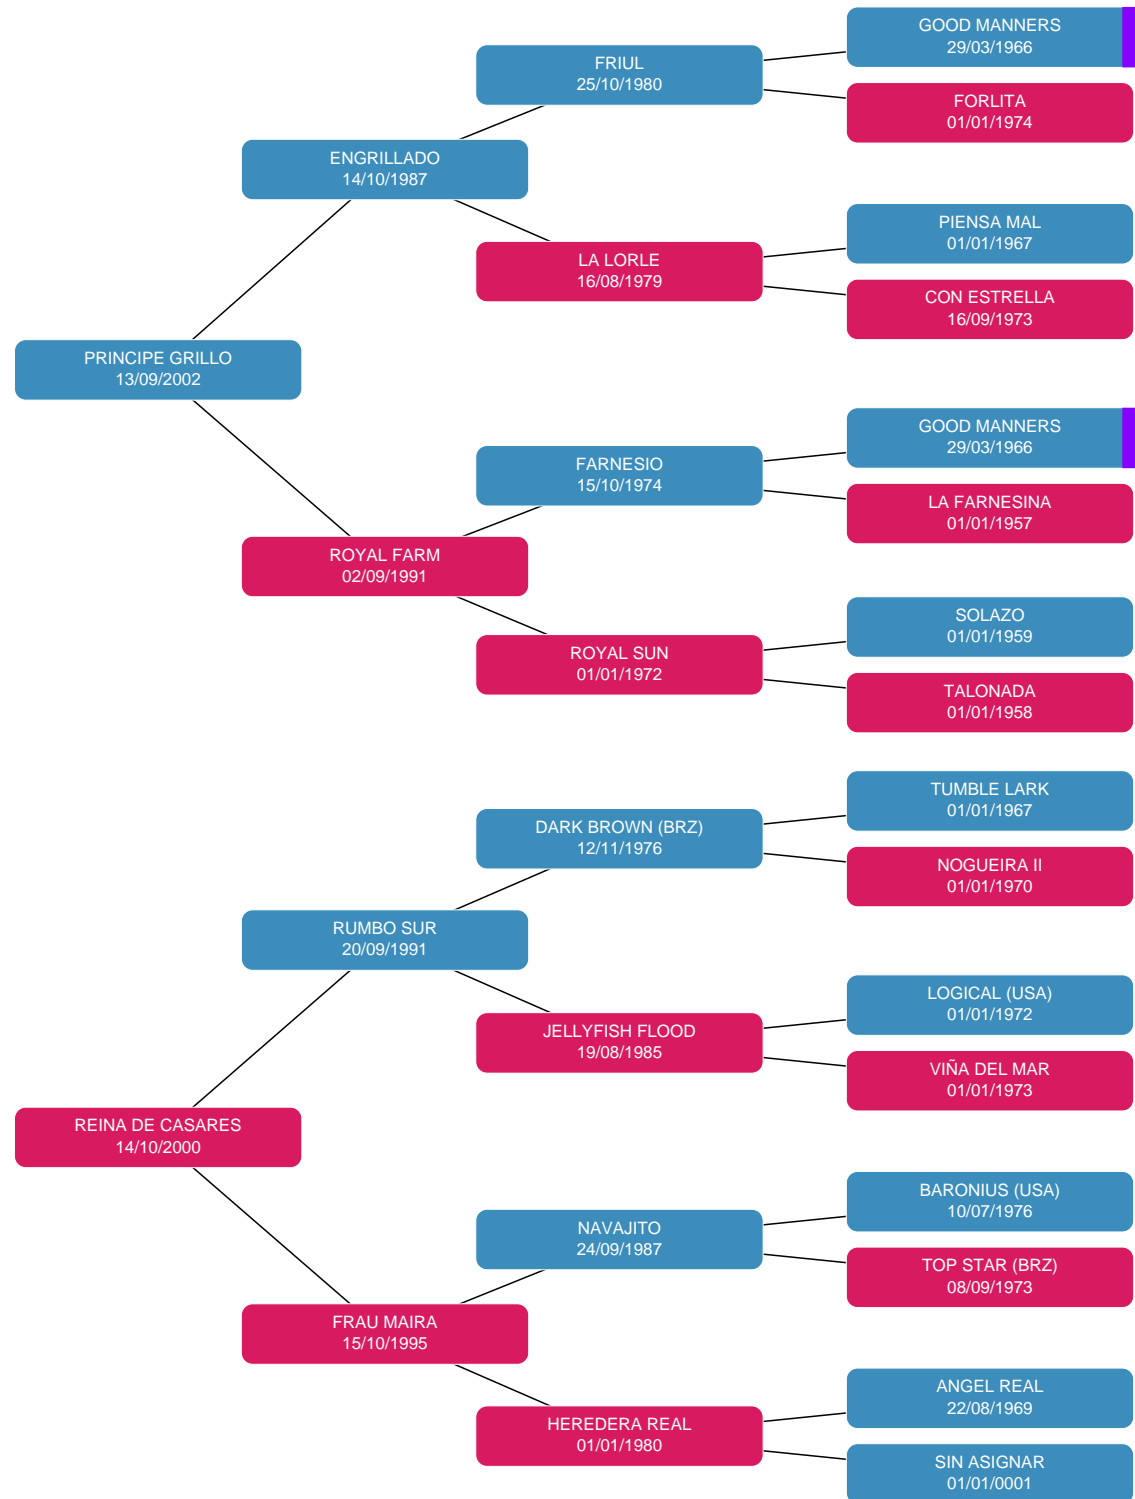 GOOD MANNERS
29/03/1966
FRIUL
25/10/1980
FORLITA
01/01/1974
ENGRILLADO
14/10/1987
PIENSA MAL
01/01/1967
LA LORLE
16/08/1979
CON ESTRELLA
16/09/1973
PRINCIPE GRILLO
13/09/2002
GOOD MANNERS
29/03/1966
FARNESIO
15/10/1974
LA FARNESINA
01/01/1957
ROYAL FARM
02/09/1991
SOLAZO
01/01/1959
ROYAL SUN
01/01/1972
TALONADA
01/01/1958
TUMBLE LARK
01/01/1967
DARK BROWN (BRZ)
12/11/1976
NOGUEIRA II
01/01/1970
RUMBO SUR
20/09/1991
LOGICAL (USA)
01/01/1972
JELLYFISH FLOOD
19/08/1985
VIÑA DEL MAR
01/01/1973
REINA DE CASARES
14/10/2000
BARONIUS (USA)
10/07/1976
NAVAJITO
24/09/1987
TOP STAR (BRZ)
08/09/1973
FRAU MAIRA
15/10/1995
ANGEL REAL
22/08/1969
HEREDERA REAL
01/01/1980
SIN ASIGNAR
01/01/0001